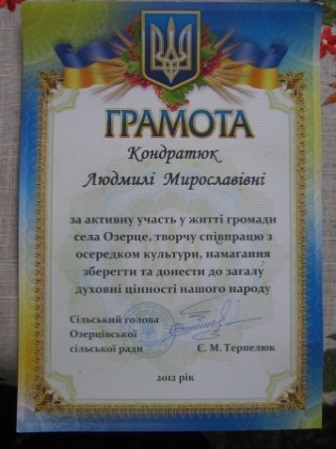 ГРАМОТА
Кондратюк
Людмилі Мирославівні
за активну участь у житті громади
села Озерце, творчу співпрацю з
осередком культури, намагання
зберегти та донести до загалу
духовні цінності нашого народу
Сільський голова
Озерцівської
сільської ради Є. М. Терпелюк
2012 рік